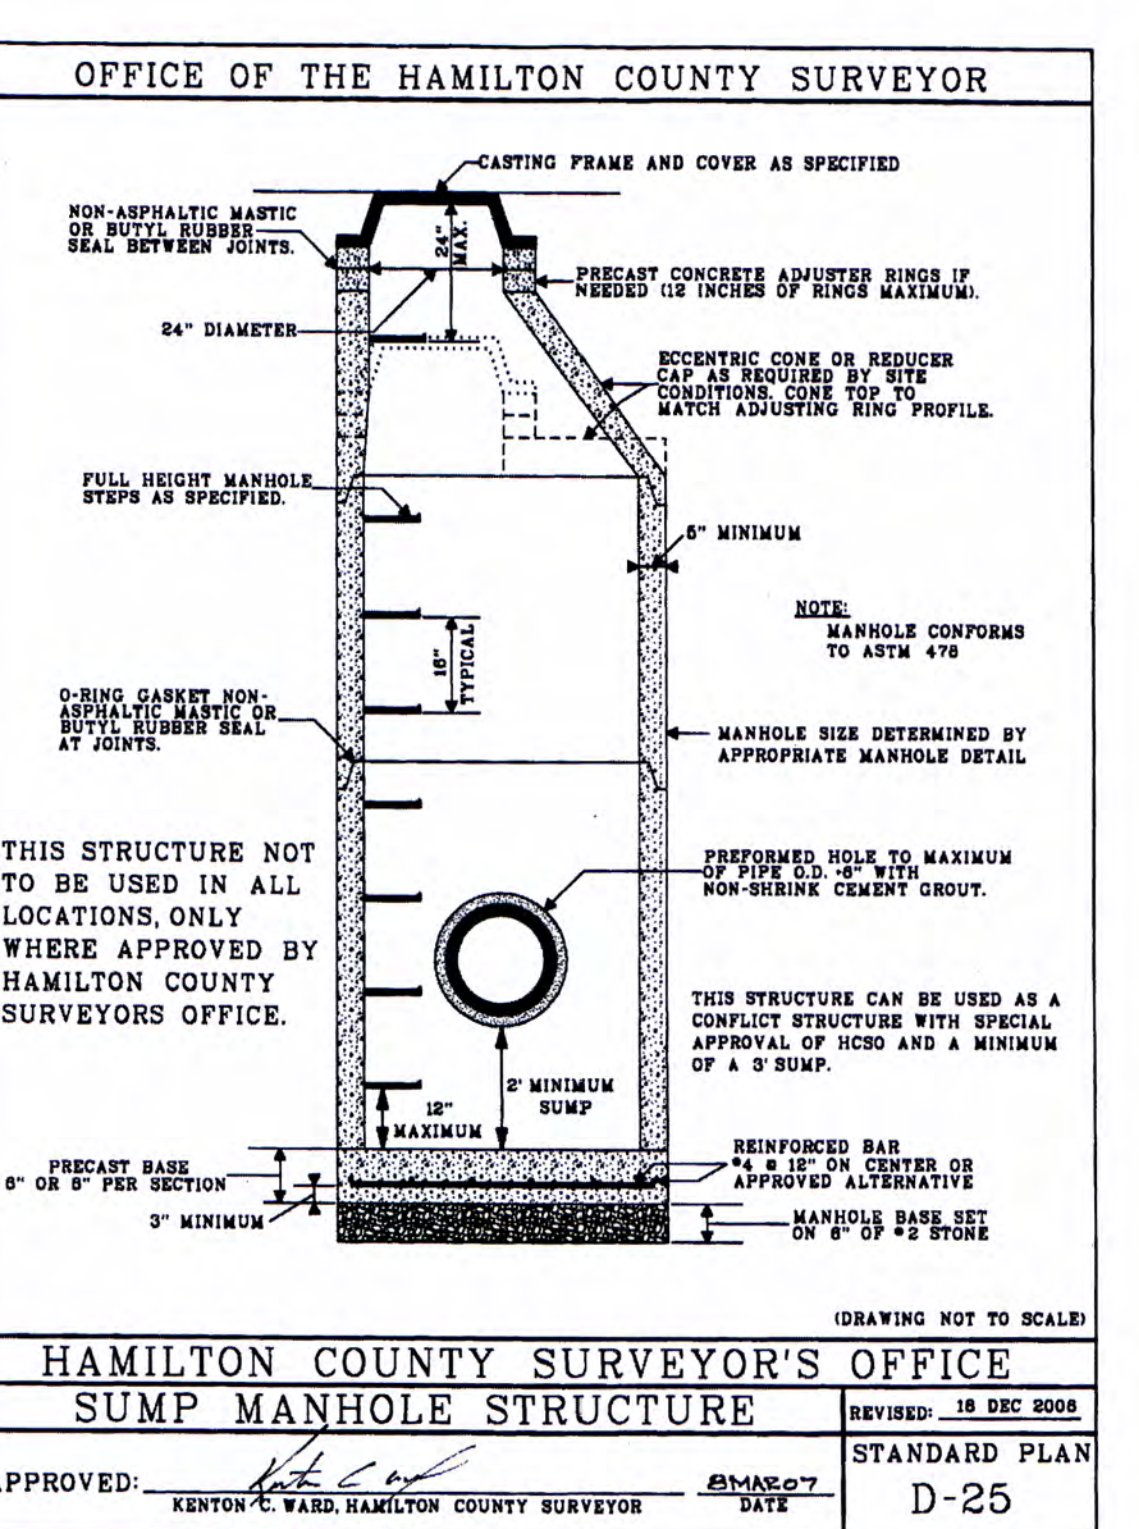 OFFICE OF THE HAMILTON COUNTY SURVEYOR
CASTING FRAME AND COVER AS SPECIFIED
NON-ASPHALTIC MASTIC
OR BUTYL RUBBER
SEAL BETWEEN JOINTS.
24"
MAX.
PRECAST CONCRETE ADJUSTER RINGS IF
NEEDED (12 INCHES OF RINGS MAXIMUM).
24" DIAMETER
ECCENTRIC CONE OR REDUCER
CAP AS REQUIRED BY SITE
CONDITIONS. CONE TOP TO
MATCH ADJUSTING RING PROFILE.
FULL HEIGHT MANHOLE
STEPS AS SPECIFIED.
MINIMUM
NOTE:
MANHOLE CONFORMS
TO ASTM 478
16"
TYPICAL
O-RING GASKET NON-
ASPHALTIC MASTIC OR
BUTYL RUBBER SEAL
AT JOINTS.
MANHOLE SIZE DETERMINED BY
APPROPRIATE MANHOLE DETAIL
THIS STRUCTURE NOT
TO BE USED IN ALL
LOCATIONS, ONLY
WHERE APPROVED BY
HAMILTON COUNTY
SURVEYORS OFFICE.
PREFORMED HOLE TO MAXIMUM
OF PIPE O.D. WITH
NON-SHRINK CEMENT GROUT.
THIS STRUCTURE CAN BE USED AS A
CONFLICT STRUCTURE WITH SPECIAL
APPROVAL OF HCSO AND A MINIMUM
OF A 3' SUMP.
2' MINIMUM
SUMP
12"
MAXIMUM
PRECAST BASE
OR PER SECTION
3" MINIMUM
REINFORCED BAR
#4 @ 12" ON CENTER OR
APPROVED ALTERNATIVE
MANHOLE BASE SET
ON OF #2 STONE
(DRAWING NOT TO SCALE)
HAMILTON COUNTY SURVEYOR'S OFFICE
SUMP MANHOLE STRUCTURE
REVISED: DEC
APPROVED:
8MAR07
KENTON C. WARD, HAMILTON COUNTY SURVEYOR
DATE
STANDARD PLAN
D-25